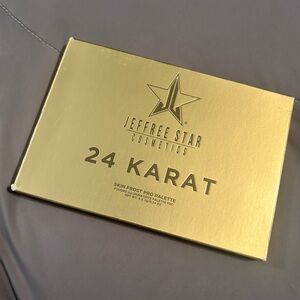 JEFFREE STAR
COSMETICS
24 KARAT
SKIN FROST PRO PALETTE